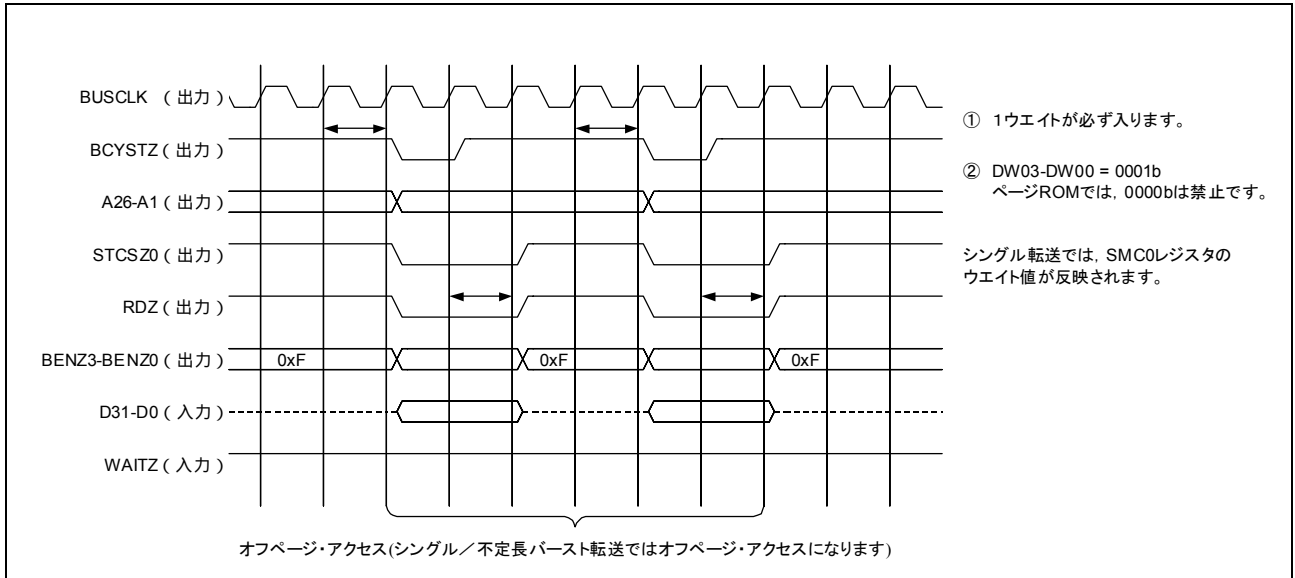 BUSCLK （出力）
BCYSTZ（出力）
A26-A1（出力）
STCSZ0（出力）
RDZ（出力）
BENZ3-BENZ0（出力） 0xF 0xF 0xF
D31-D0（入力）
WAITZ（入力）
オフページ・アクセス(シングル／不定長バースト転送ではオフページ・アクセスになります)
① 1ウエイトが必ず入ります。
② DW03-DW00 = 0001b
ページROMでは，0000bは禁止です。
シングル転送では，SMC0レジスタの
ウエイト値が反映されます。